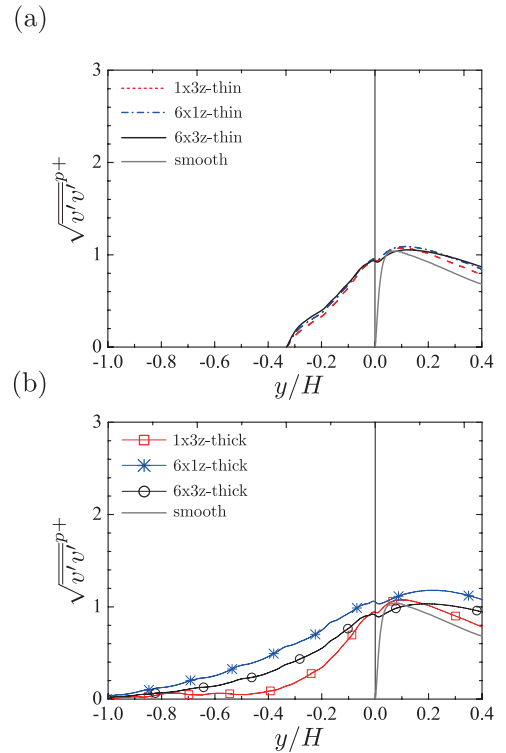 (a)
3
2
1
0
√v'v' p+
1x3z-thin
6x1z-thin
6x3z-thin
smooth
-1.0 -0.8 -0.6 -0.4 -0.2 0.0 0.2 0.4
y/H
(b)
3
2
1
0
√v'v' p+
1x3z-thick
6x1z-thick
6x3z-thick
smooth
-1.0 -0.8 -0.6 -0.4 -0.2 0.0 0.2 0.4
y/H